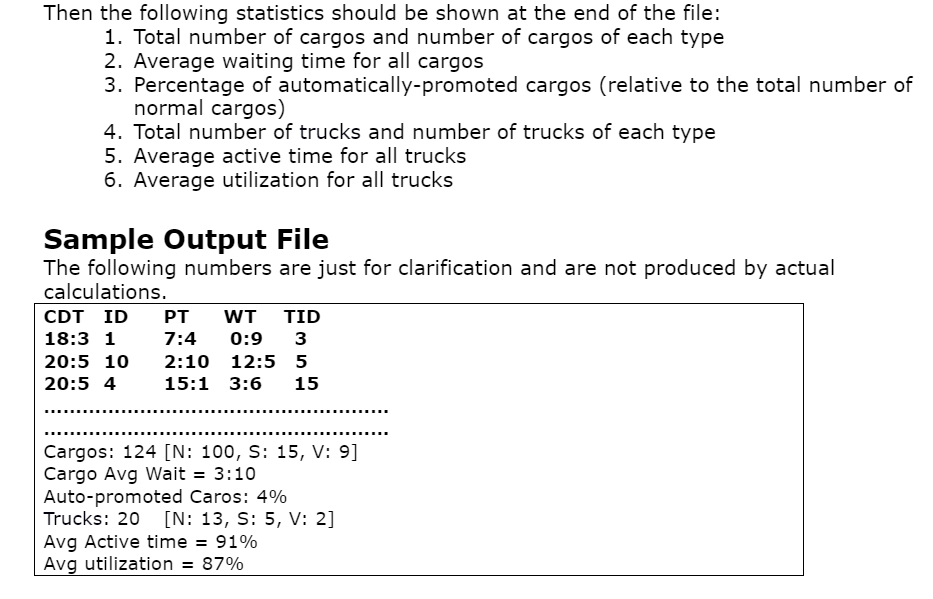 Then the following statistics should be shown at the end of the file:
1. Total number of cargos and number of cargos of each type
2. Average waiting time for all cargos
3. Percentage of automatically-promoted cargos (relative to the total number of
normal cargos)
4. Total number of trucks and number of trucks of each type
5. Average active time for all trucks
6. Average utilization for all trucks
Sample Output File
The following numbers are just for clarification and are not produced by actual
calculations.
CDT ID PT WT TID
18:3 1 7:4 0:9 3
20:5 10 2:10 12:5 5
20:5 4 15:1 3:6 15
......................................................
......................................................
Cargos: 124 [N: 100, S: 15, V: 9]
Cargo Avg Wait = 3:10
Auto-promoted Caros: 4%
Trucks: 20 [N: 13, S: 5, V: 2]
Avg Active time = 91%
Avg utilization = 87%